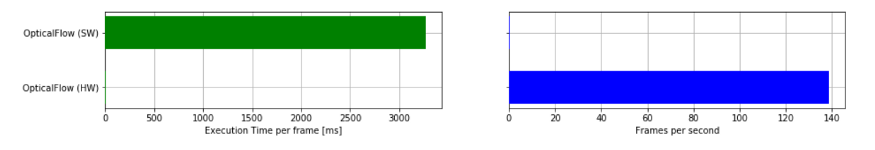 OpticalFlow (SW)
OpticalFlow (HW)
0 500 1000 1500 2000 2500 3000
Execution Time per frame [ms]
0 20 40 60 80 100 120 140
Frames per second